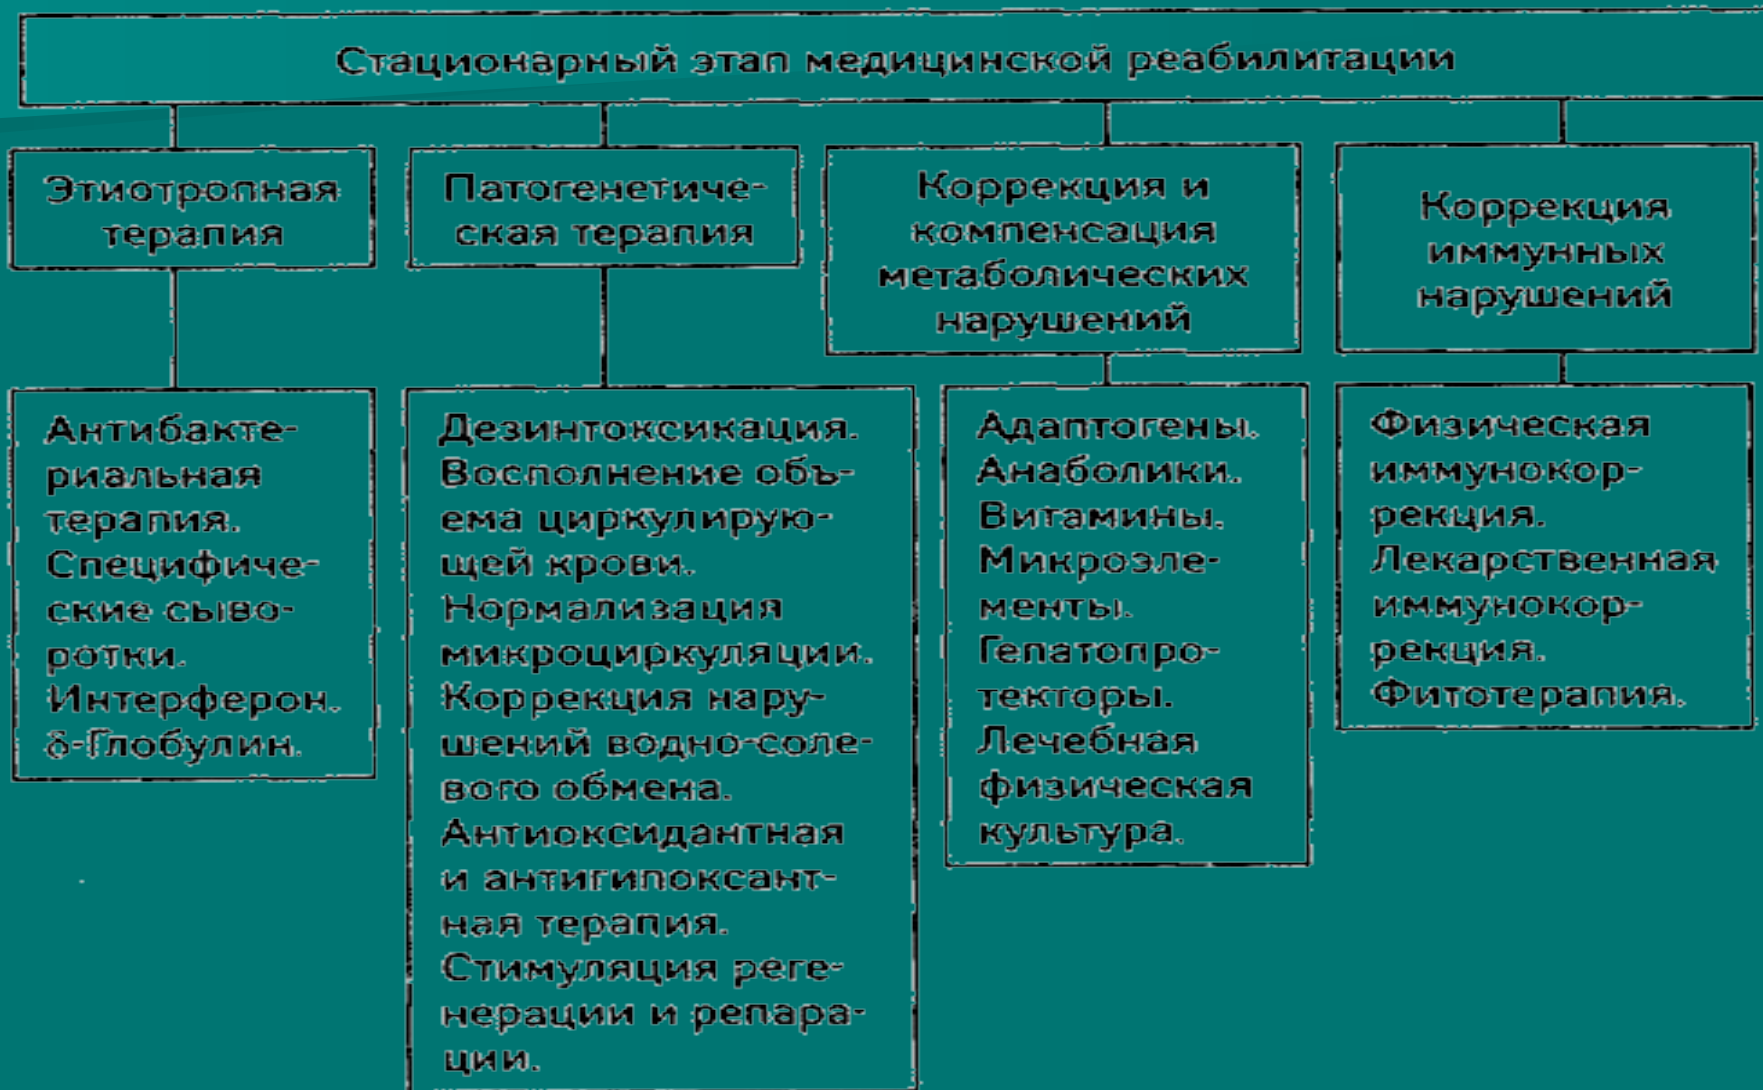 Стационарный этап медицинской реабилитации
Этиотропная
терапия
Патогенетиче-
ская терапия
Коррекция и
компенсация
метаболических
нарушений
Коррекция
иммунных
нарушений
Антибакте-
риальная
терапия.
Специфиче-
ские сыво-
ротки.
Интерферон.
δ-Глобулин.
Дезинтоксикация.
Восполнение объ-
ема циркулирую-
щей крови.
Нормализация
микроциркуляции.
Коррекция нару-
шений водно-соле-
вого обмена.
Антиоксидантная
и антигипоксант-
ная терапия.
Стимуляция реге-
нерации и репара-
ции.
Адаптогены.
Анаболики.
Витамины.
Микроэле-
менты.
Гепатопро-
текторы.
Лечебная
физическая
культура.
Физическая
иммунокор-
рекция.
Лекарственная
иммунокор-
рекция.
Фитотерапия.